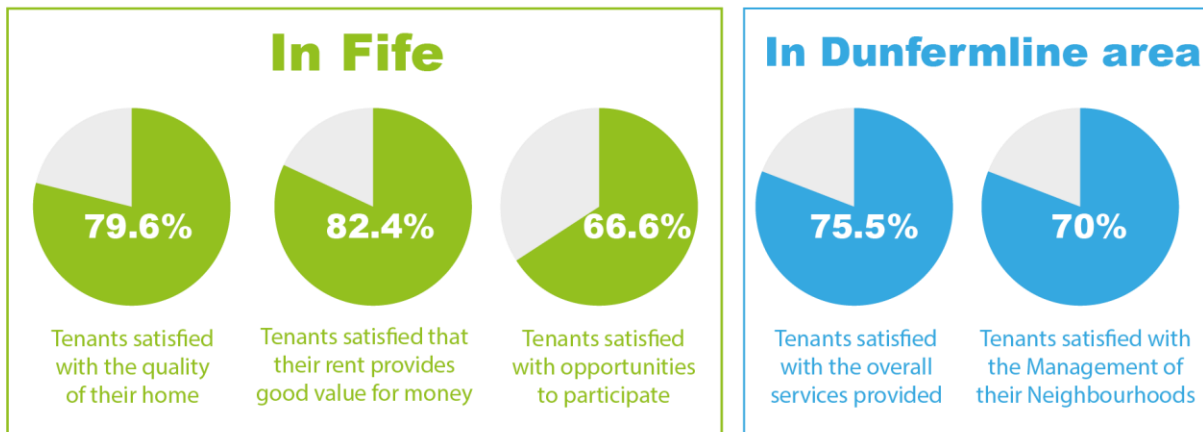 In Fife
79.6%
82.4%
66.6%
Tenants satisfied
with the quality
of their home
Tenants satisfied that
their rent provides
good value for money
Tenants satisfied
with opportunities
to participate
In Dunfermline area
75.5%
70%
Tenants satisfied
with the overall
services provided
Tenants satisfied with
the Management of
their Neighbourhoods